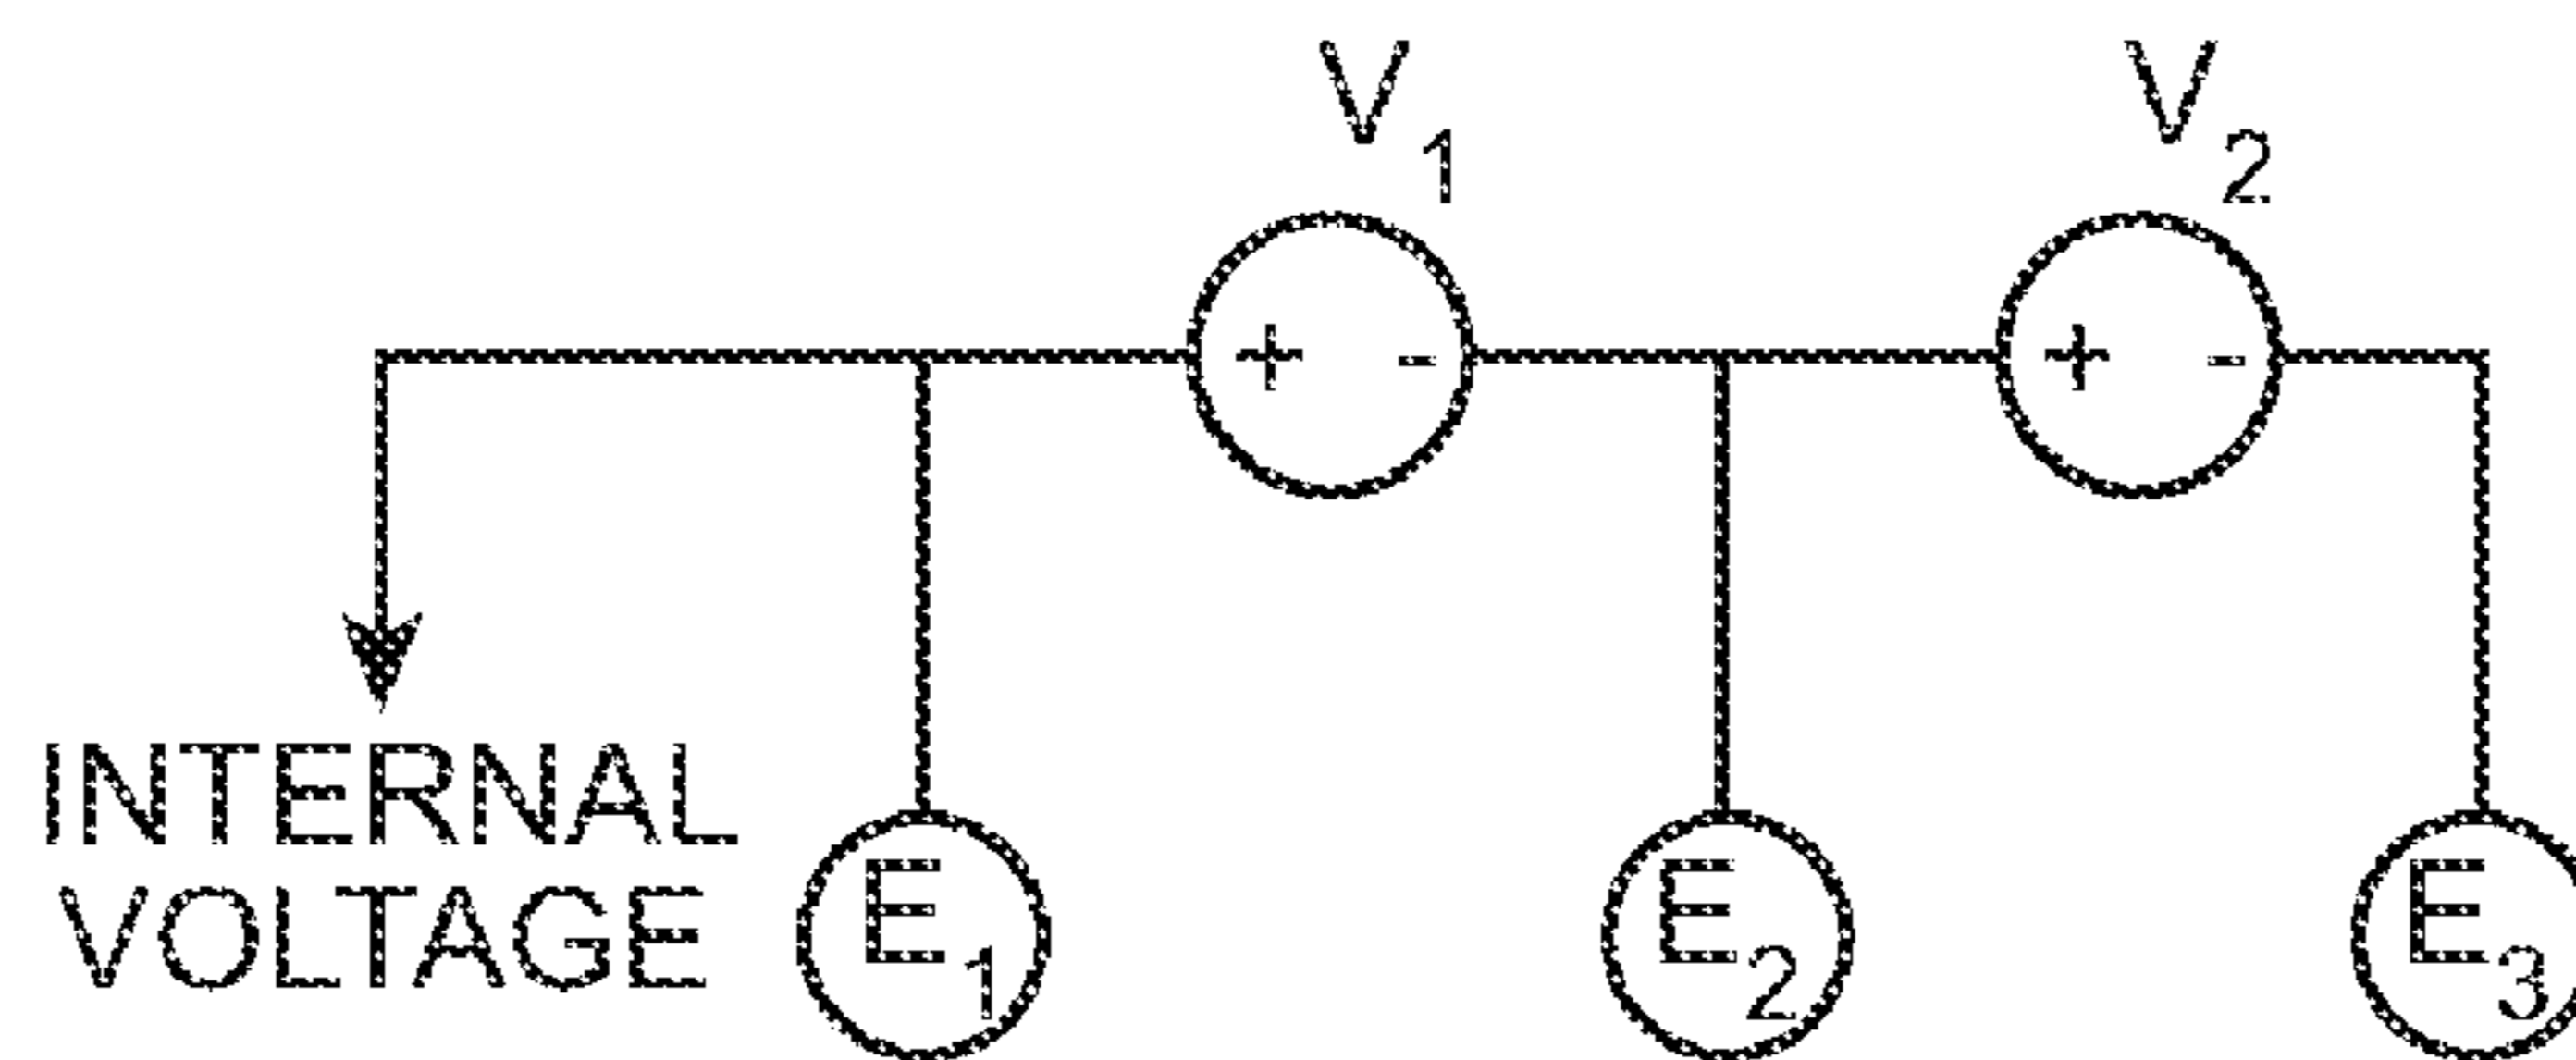 V1 V2
+ - + -
INTERNAL
VOLTAGE
E1 E2 E3